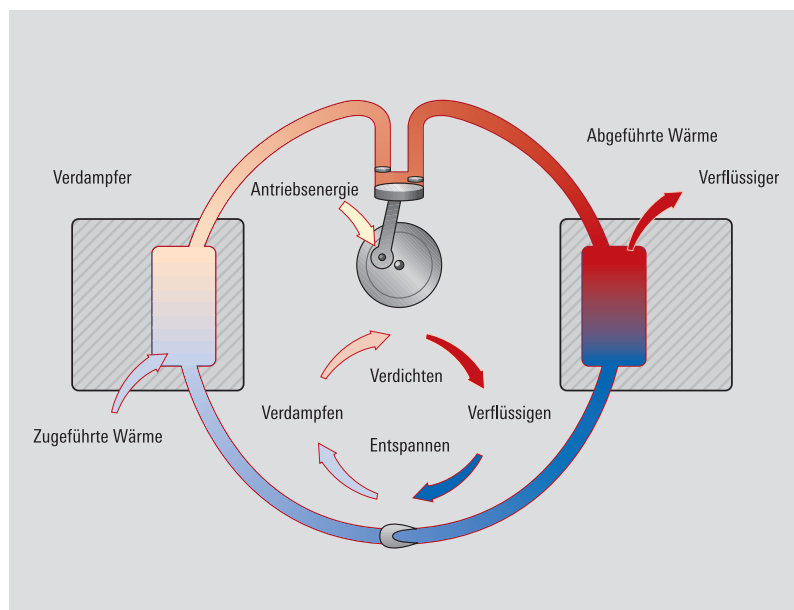 Abgeführte Wärme
Verdampfer
Verflüssiger
Antriebsenergie
Verdichten
Verdampfen
Verflüssigen
Zugeführte Wärme
Entspannen